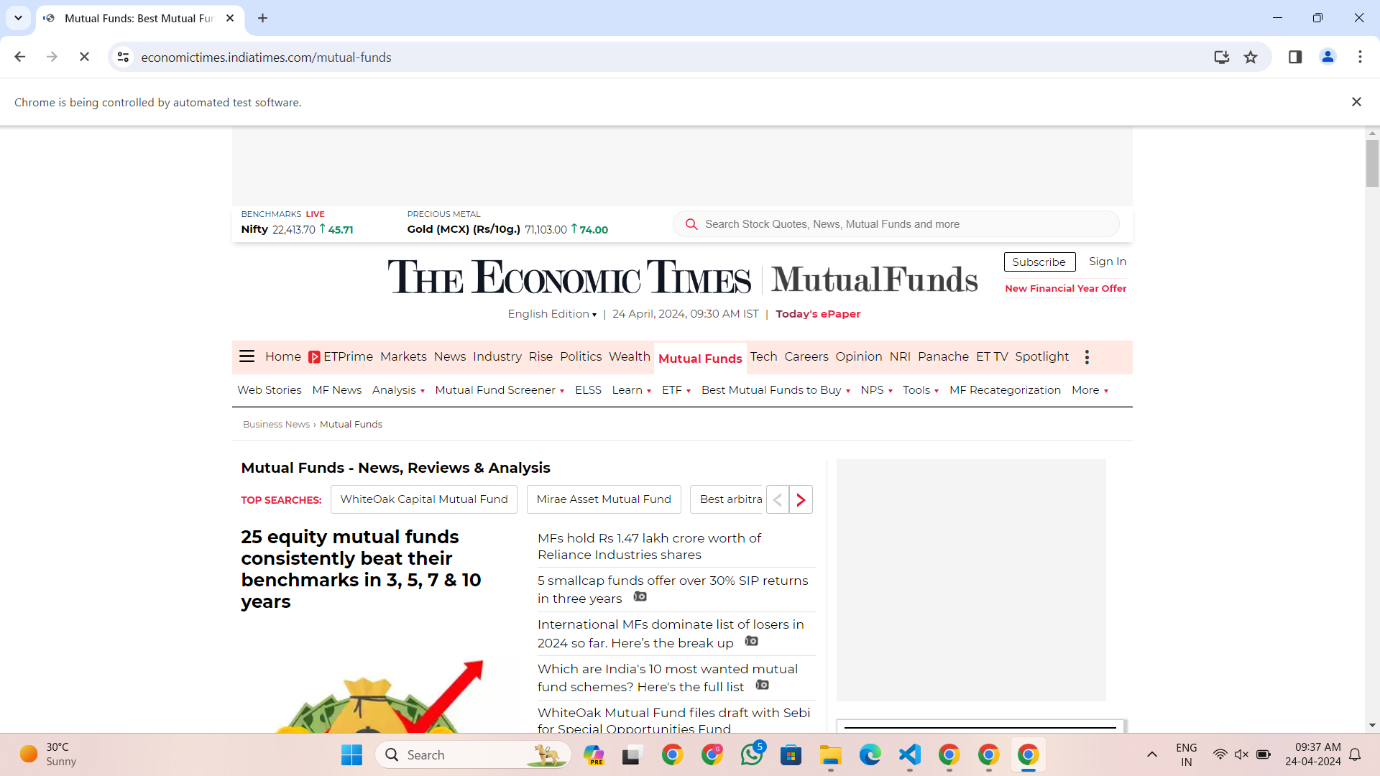 Mutual Funds: Best Mutual Fun
economictimes.indiatimes.com/mutual-funds
Chrome is being controlled by automated test software.
BENCHMARKS LIVE
Nifty 22,413.70 ↑ 45.71
PRECIOUS METAL
Gold (MCX) (Rs/10g.) 71,103.00 ↑ 74.00
Search Stock Quotes, News, Mutual Funds and more
THE ECONOMIC TIMES | MutualFunds
Subscribe Sign In
New Financial Year Offer
English Edition ▾ | 24 April, 2024, 09:30 AM IST | Today's ePaper
Home ETPrime Markets News Industry Rise Politics Wealth Mutual Funds Tech Careers Opinion NRI Panache ET TV Spotlight
Web Stories MF News Analysis ▾ Mutual Fund Screener ▾ ELSS Learn ▾ ETF ▾ Best Mutual Funds to Buy ▾ NPS ▾ Tools ▾ MF Recategorization More ▾
Business News › Mutual Funds
Mutual Funds - News, Reviews & Analysis
TOP SEARCHES: WhiteOak Capital Mutual Fund Mirae Asset Mutual Fund Best arbitra
25 equity mutual funds
consistently beat their
benchmarks in 3, 5, 7 & 10
years
MFs hold Rs 1.47 lakh crore worth of
Reliance Industries shares
5 smallcap funds offer over 30% SIP returns
in three years
International MFs dominate list of losers in
2024 so far. Here's the break up
Which are India's 10 most wanted mutual
fund schemes? Here's the full list
WhiteOak Mutual Fund files draft with Sebi
for Special Opportunities Fund
30°C
Sunny
Search
PRE
6
5
ENG
IN
09:37 AM
24-04-2024